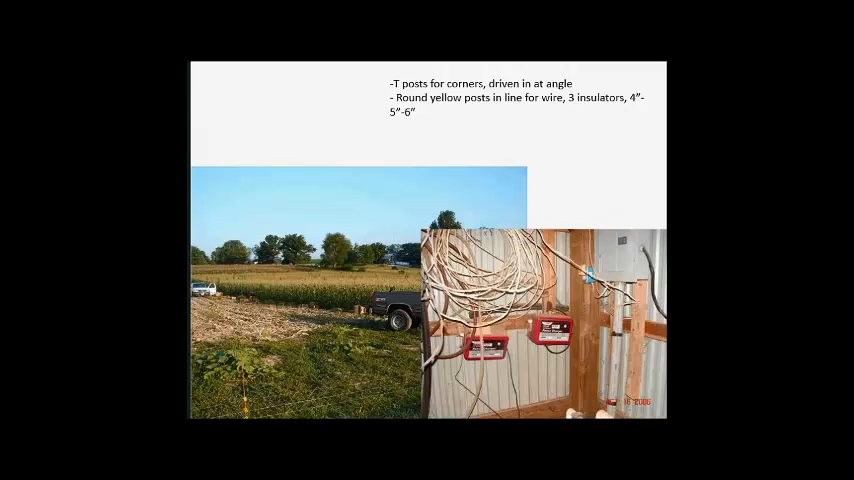 -T posts for corners, driven in at angle
- Round yellow posts in line for wire, 3 insulators, 4”-
5”-6”